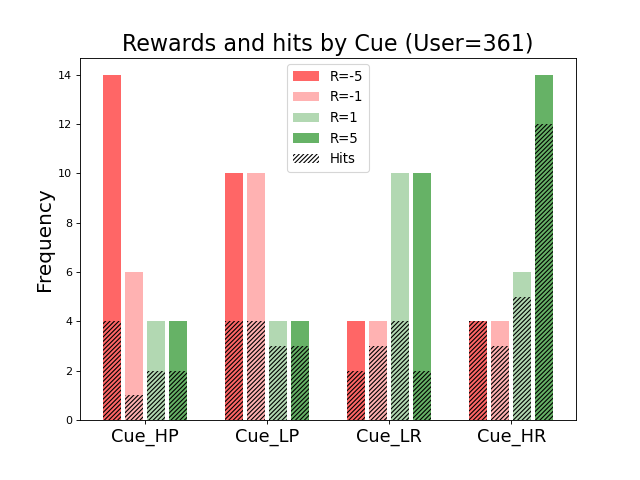 Rewards and hits by Cue (User=361)
Frequency
14
12
10
8
6
4
2
0
R=-5
R=-1
R=1
R=5
Hits
Cue_HP Cue_LP Cue_LR Cue_HR